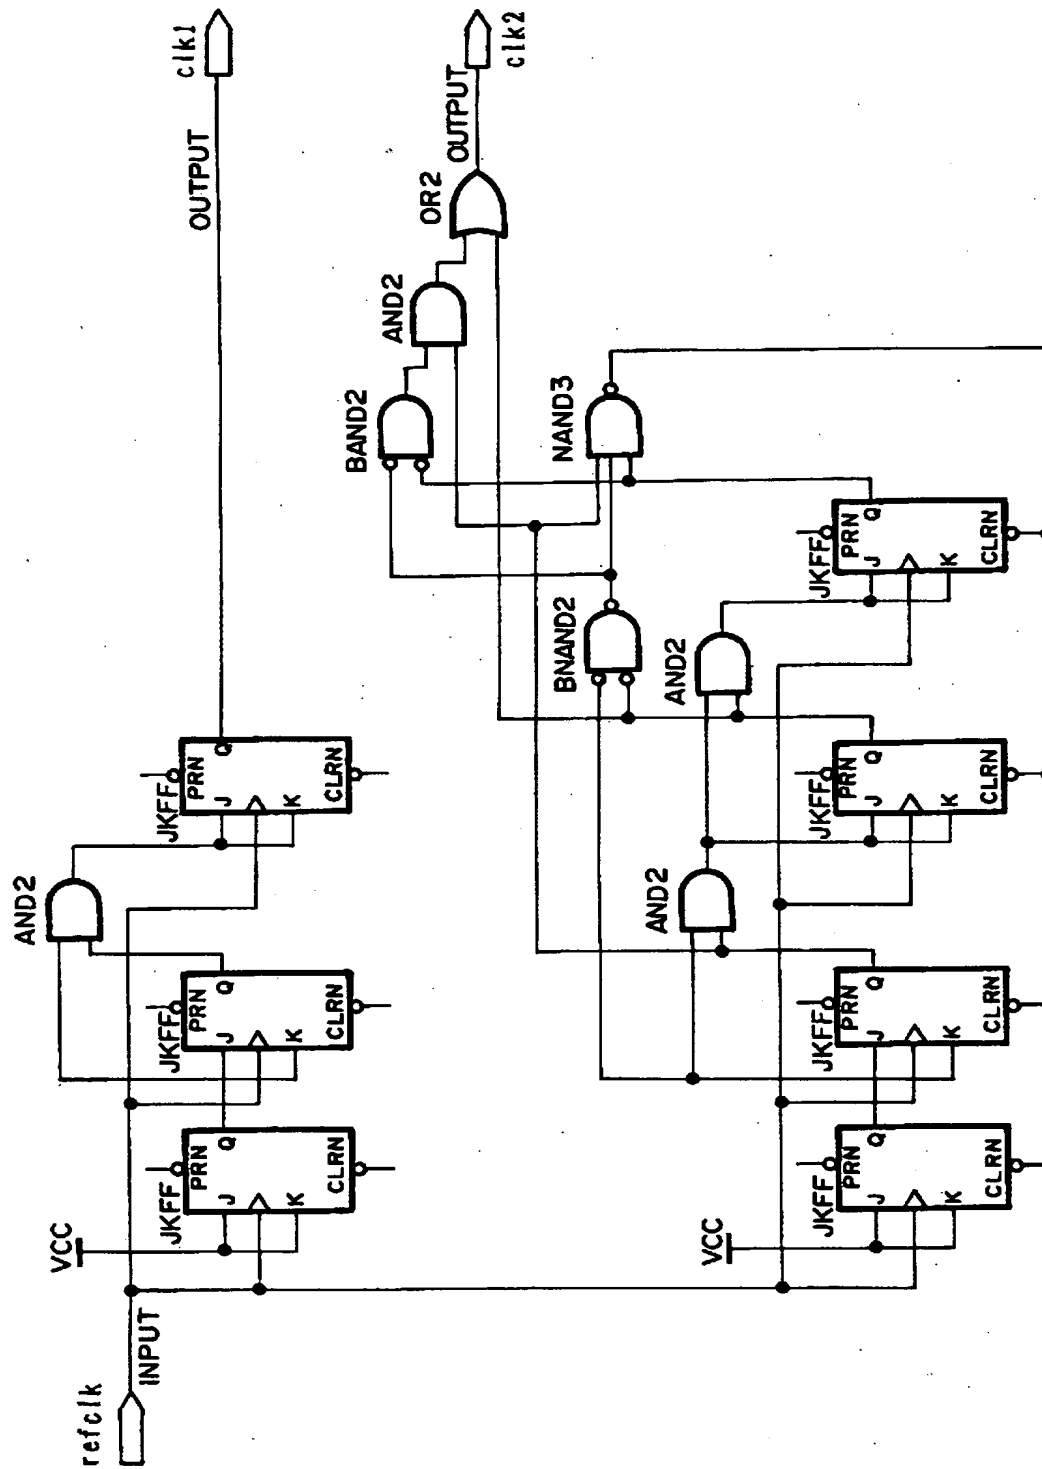 refclk
INPUT
VCC
JKFF
PRN
J
Q
K
CLRN
JKFF
PRN
J
Q
K
CLRN
AND2
JKFF
PRN
J
Q
K
CLRN
OUTPUT
clk1
VCC
JKFF
PRN
J
Q
K
CLRN
JKFF
PRN
J
Q
K
CLRN
AND2
JKFF
PRN
J
Q
K
CLRN
AND2
BNAND2
JKFF
PRN
J
Q
K
CLRN
NAND3
BAND2
AND2
OR2
OUTPUT
clk2